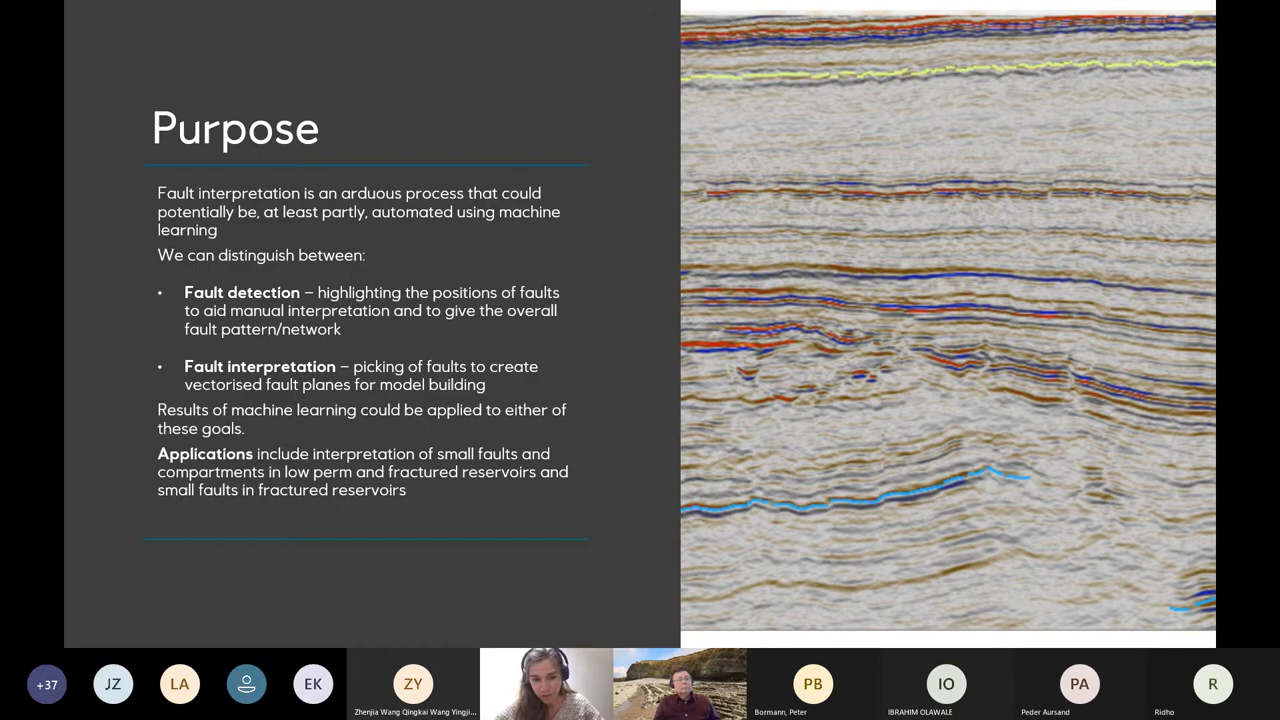 Purpose
Fault interpretation is an arduous process that could
potentially be, at least partly, automated using machine
learning
We can distinguish between:
• Fault detection – highlighting the positions of faults
to aid manual interpretation and to give the overall
fault pattern/network
• Fault interpretation – picking of faults to create
vectorised fault planes for model building
Results of machine learning could be applied to either of
these goals.
Applications include interpretation of small faults and
compartments in low perm and fractured reservoirs and
small faults in fractured reservoirs
+37
JZ
LA
EK
ZY
PB
IO
PA
R
Zhenjia Wang Qingkai Wang Yingji...
Bormann, Peter
IBRAHIM OLAWALE
Peder Aursand
Ridho